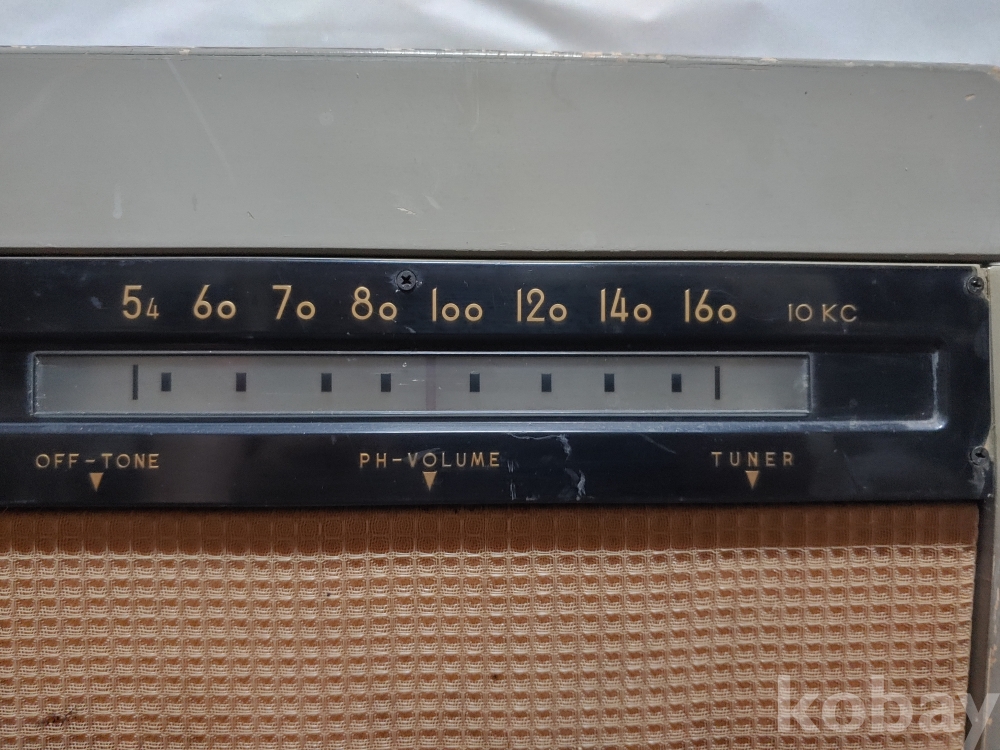 54 60 70 80 100 120 140 160 10 KC
OFF-TONE PH-VOLUME TUNER
kobay